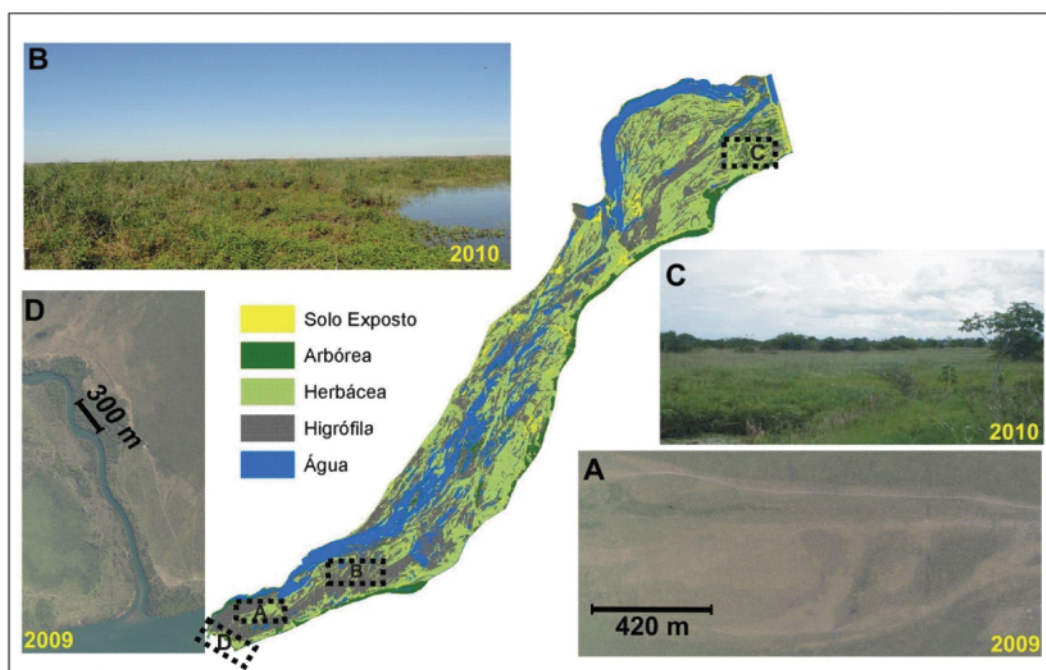 B
2010
C
D
300 m
2009
Solo Exposto
Arbórea
Herbácea
Higrófila
Água
C
2010
A
420 m
2009
B
A
D